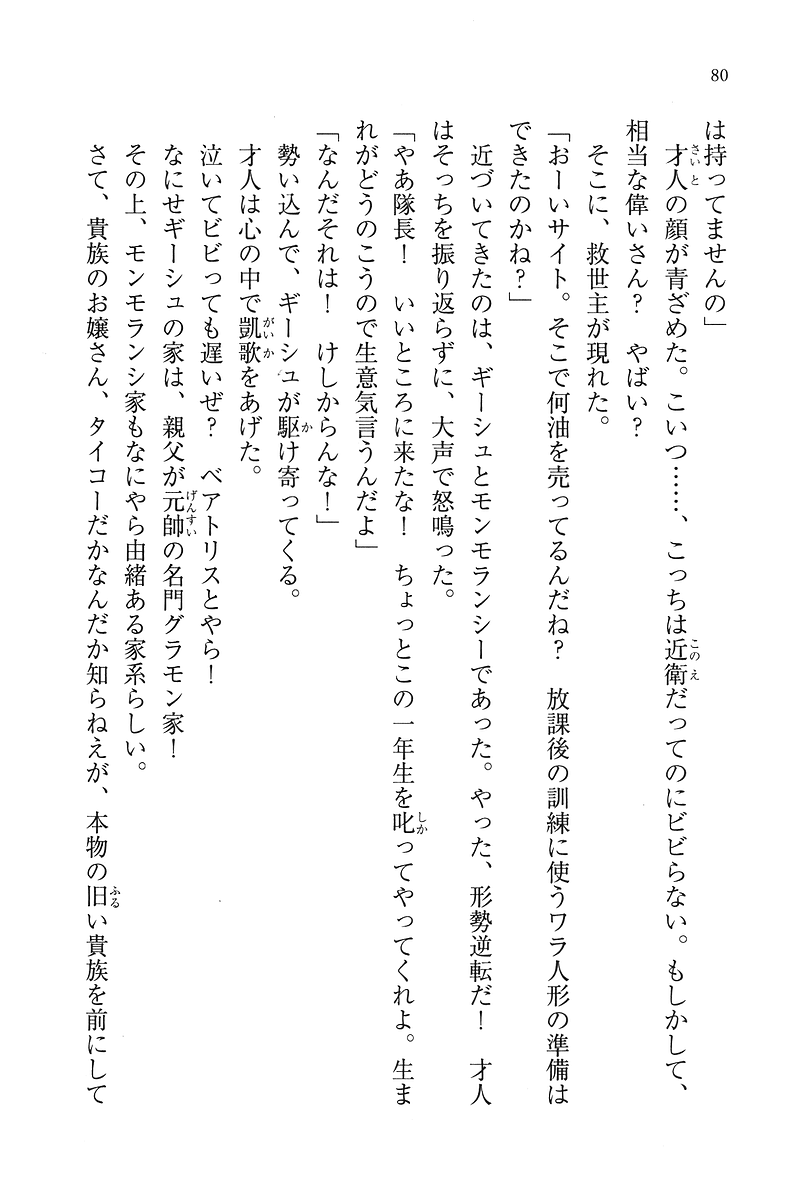 80
は持ってませんの」
　才人の顔が青ざめた。こいつ……、こっちは近衛だってのにビビらない。もしかして、
相当な偉いさん？　やばい？
　そこに、救世主が現れた。
「おーいサイト。そこで何油を売ってるんだね？　放課後の訓練に使うワラ人形の準備は
できたのかね？」
　近づいてきたのは、ギーシュとモンモランシーであった。やった、形勢逆転だ！　才人
はそっちを振り返らずに、大声で怒鳴った。
「やあ隊長！　いいところに来たな！　ちょっとこの一年生を叱ってやってくれよ。生ま
れがどうのこうので生意気言うんだよ」
「なんだそれは！　けしからんな！」
　勢い込んで、ギーシュが駆け寄ってくる。
　才人は心の中で凱歌をあげた。
　泣いてビビっても遅いぜ？　ベアトリスとやら！
　なにせギーシュの家は、親父が元帥の名門グラモン家！
　その上、モンモランシ家もなにやら由緒ある家系らしい。
　さて、貴族のお嬢さん、タイコーだかなんだか知らねえが、本物の旧い貴族を前にして